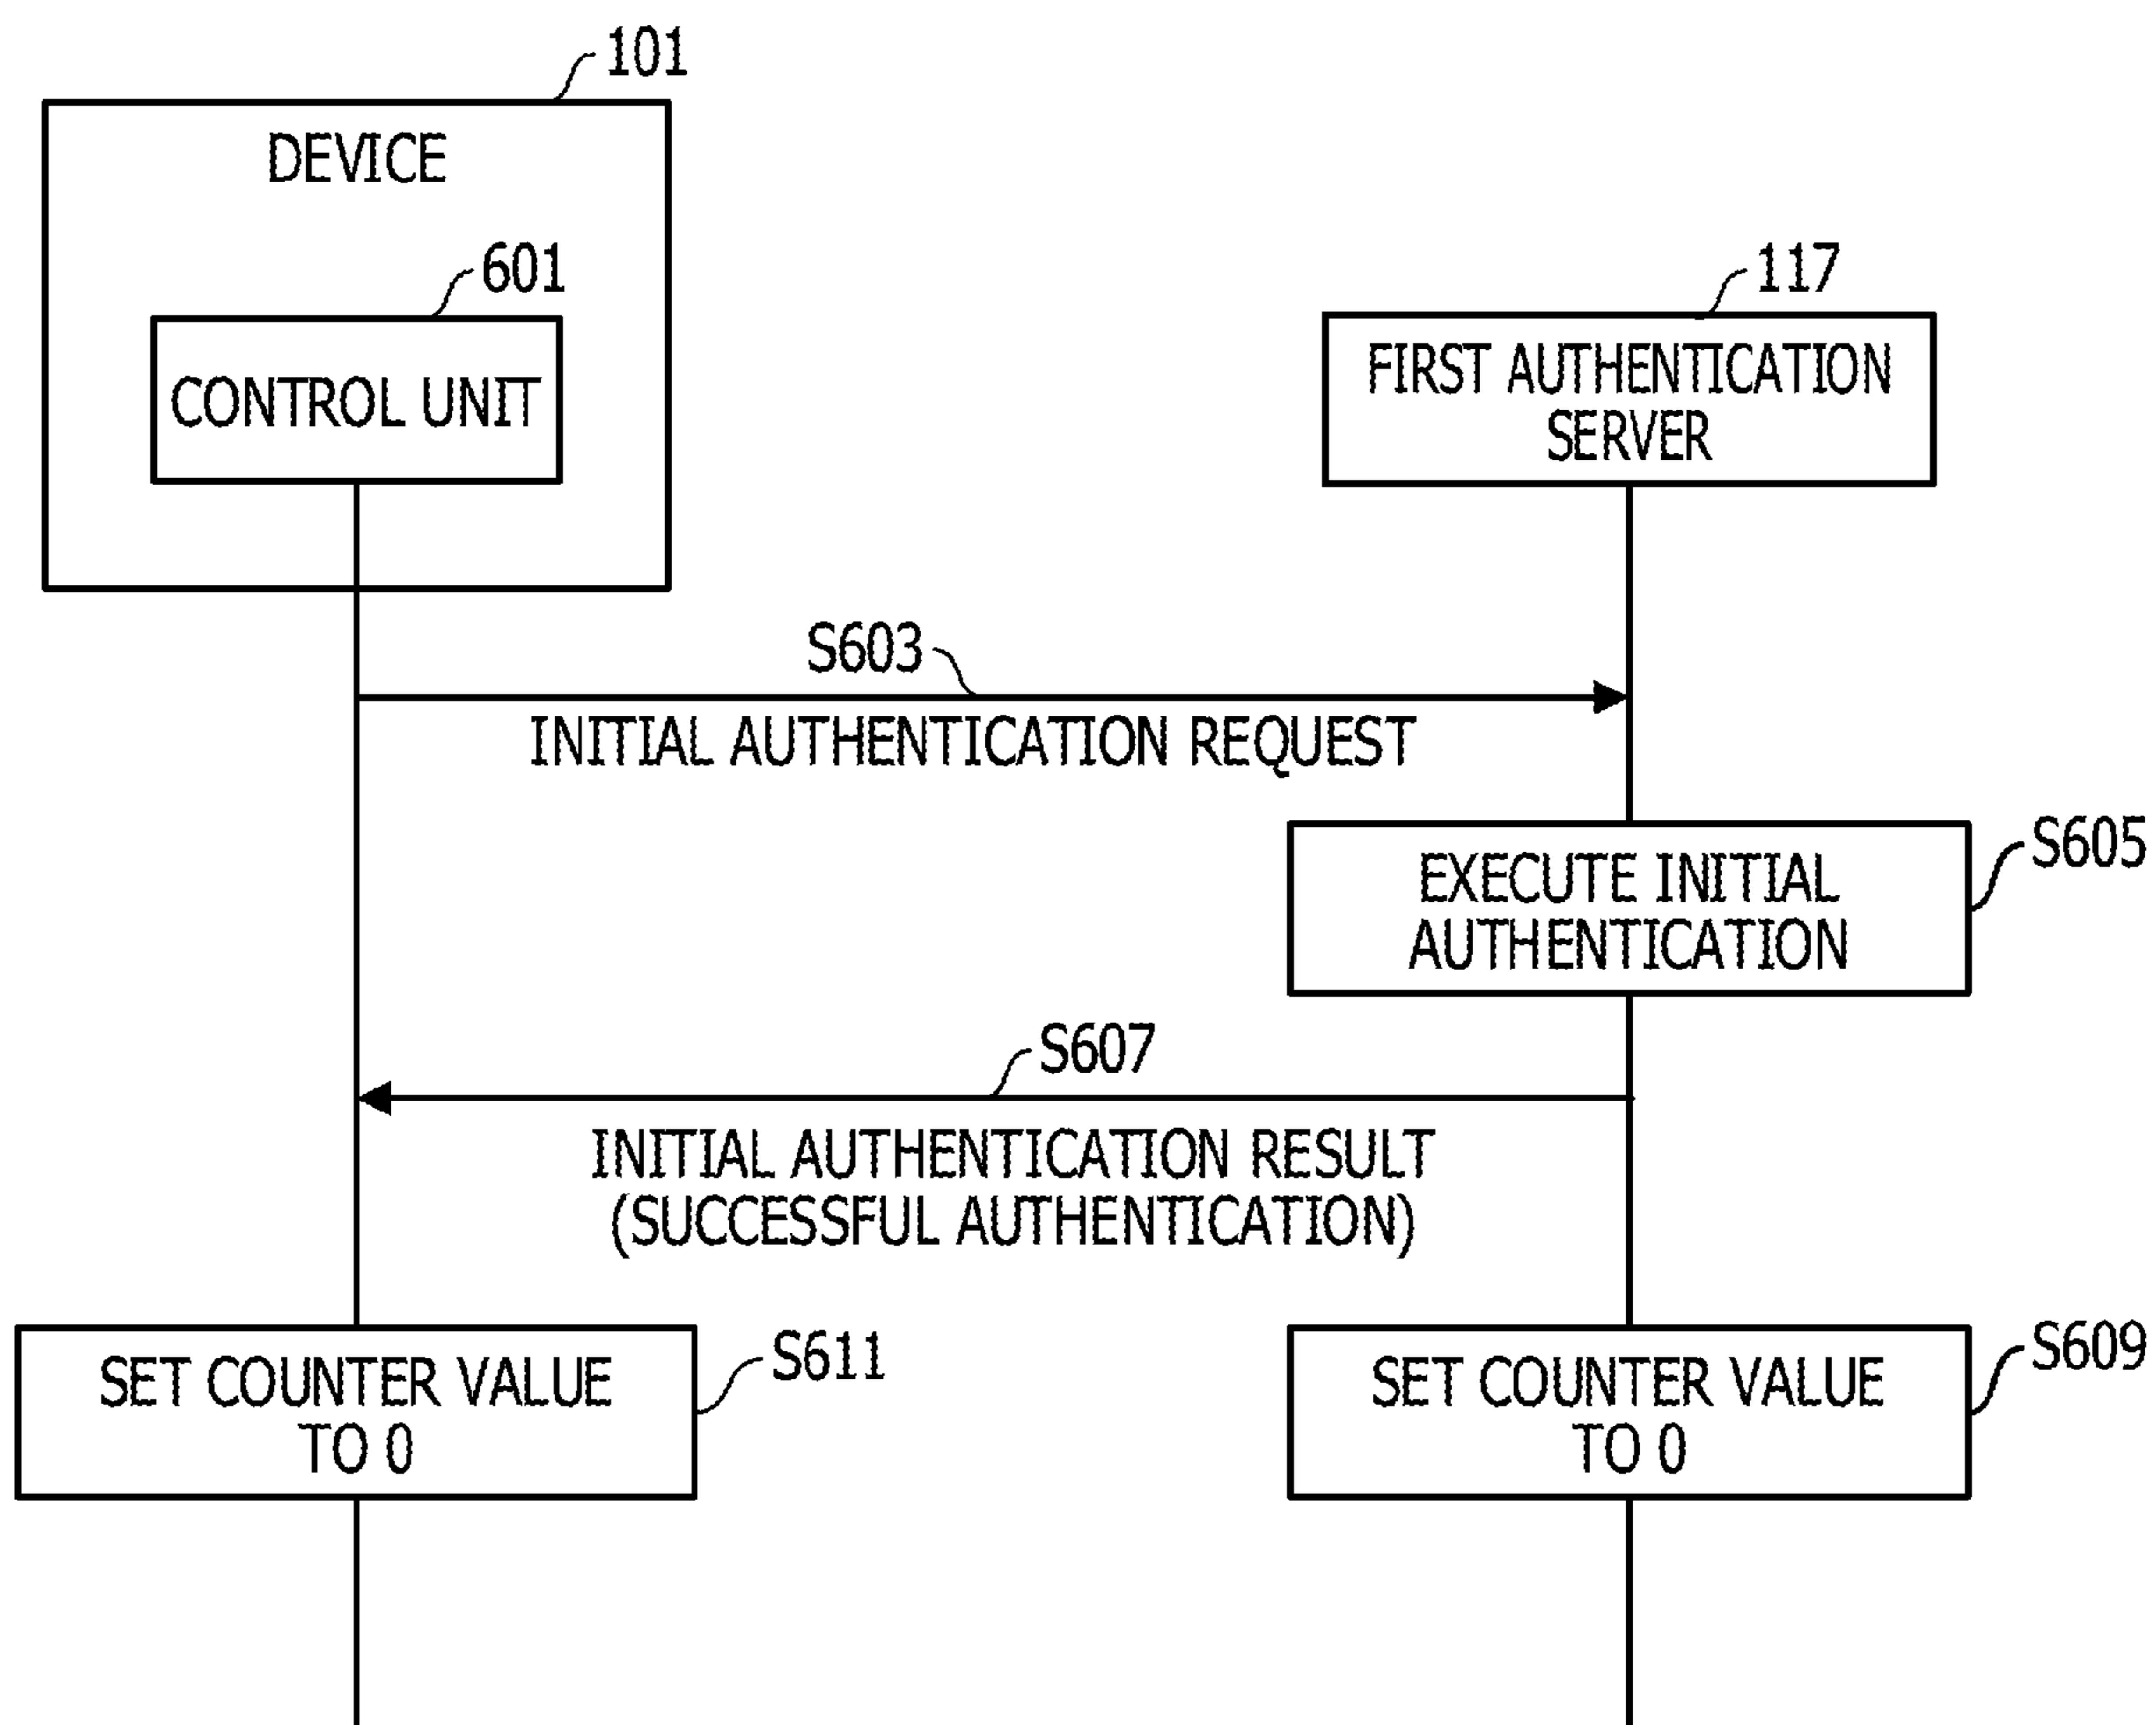 101
DEVICE
601
CONTROL UNIT
117
FIRST AUTHENTICATION
SERVER
S603
INITIAL AUTHENTICATION REQUEST
EXECUTE INITIAL
AUTHENTICATION
S605
S607
INITIAL AUTHENTICATION RESULT
(SUCCESSFUL AUTHENTICATION)
SET COUNTER VALUE
TO 0
S611
SET COUNTER VALUE
TO 0
S609